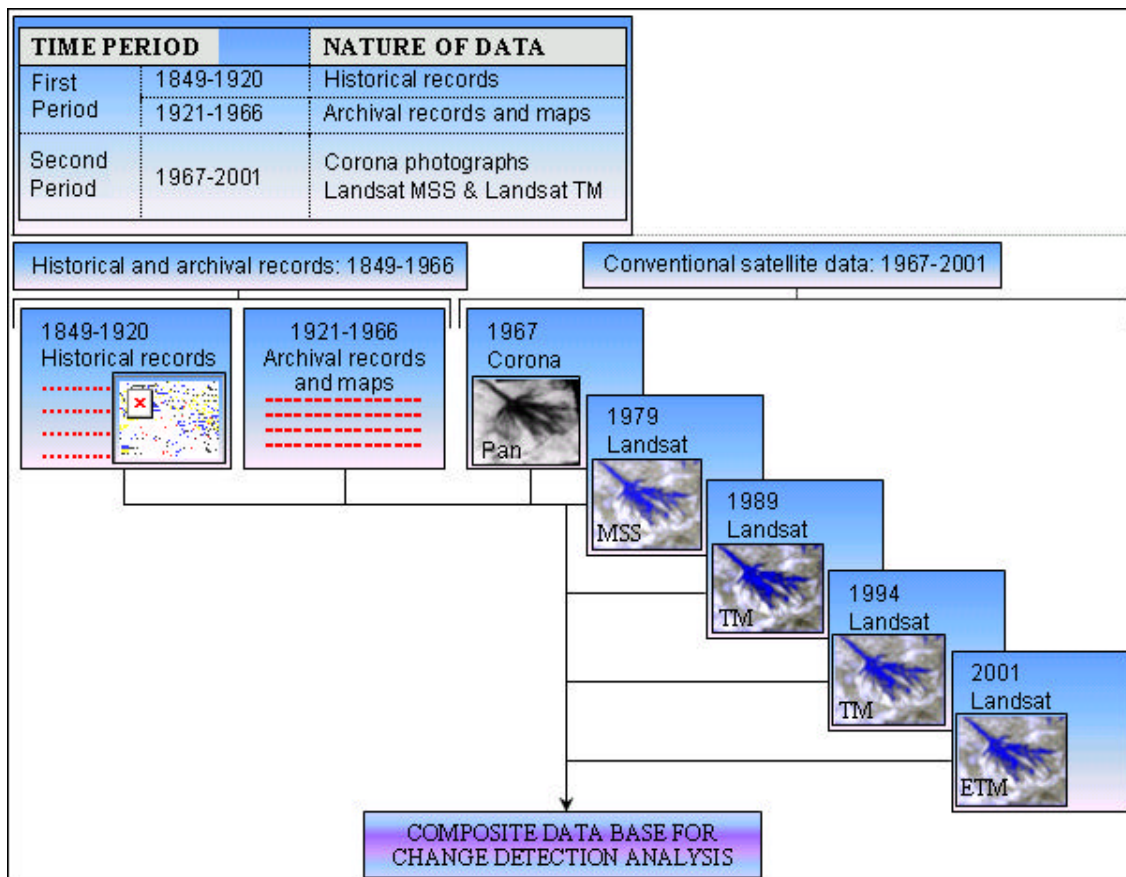 TIME PERIOD NATURE OF DATA
First Period 1849-1920 Historical records
1921-1966 Archival records and maps
Second Period 1967-2001 Corona photographs
Landsat MSS & Landsat TM
Historical and archival records: 1849-1966
Conventional satellite data: 1967-2001
1849-1920
Historical records
1921-1966
Archival records
and maps
1967
Corona
Pan
1979
Landsat
MSS
1989
Landsat
TM
1994
Landsat
TM
2001
Landsat
ETM
COMPOSITE DATA BASE FOR
CHANGE DETECTION ANALYSIS